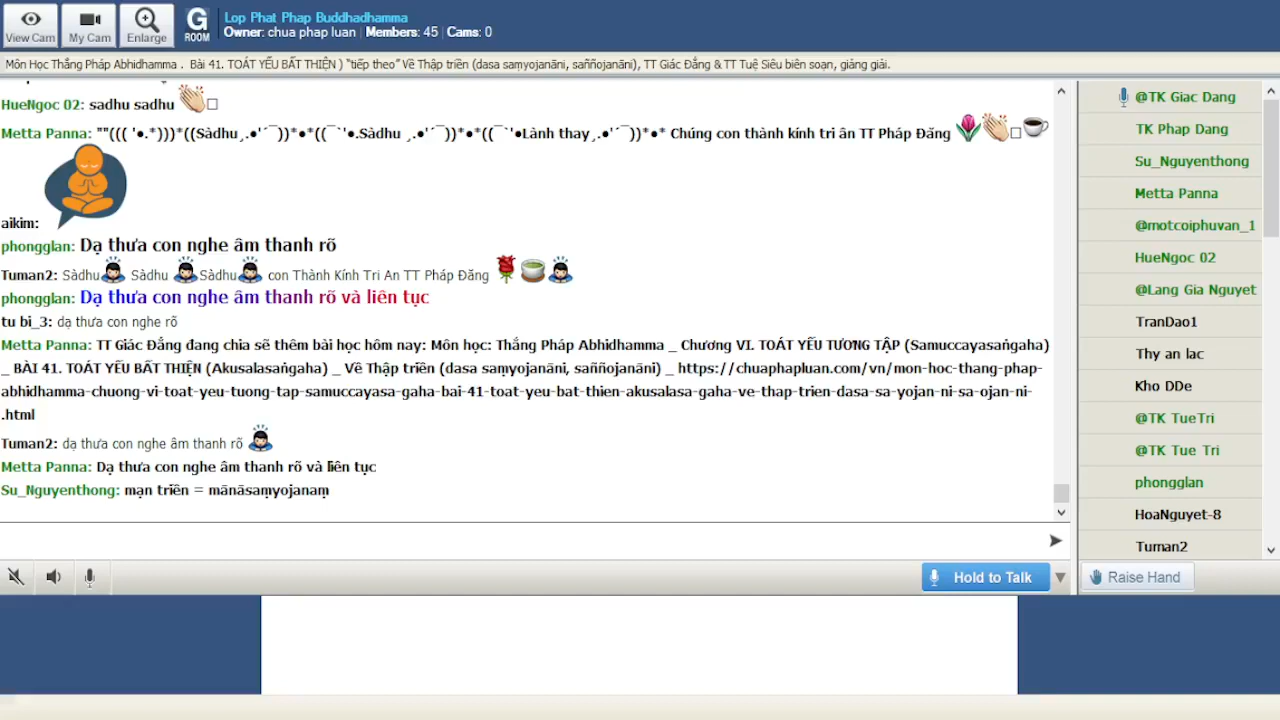 View Cam
My Cam
Enlarge
G
ROOM
Lop Phat Phap Buddhadhamma
Owner: chua phap luan | Members: 45 | Cams: 0
Môn Học Thắng Pháp Abhidhamma . Bài 41. TOÁT YẾU BẤT THIỆN ) “tiếp theo” Về Thập triền (dasa saṃyojanāni, saññojanāni), TT Giác Đẳng & TT Tuệ Siêu biên soạn, giảng giải.
HueNgoc 02: sadhu sadhu
Metta Panna: ""((( '●.*)))*((Sàdhu¸.●'´¯))*●*((¯`'●.Sàdhu ¸.●'´¯))*●*((¯`'●Lành thay¸.●'´¯))*●* Chúng con thành kính tri ân TT Pháp Đăng
aikim:
phongglan: Dạ thưa con nghe âm thanh rõ
Tuman2: Sàdhu Sàdhu Sàdhu con Thành Kính Tri An TT Pháp Đăng
phongglan: Dạ thưa con nghe âm thanh rõ và liên tục
tu bi_3: dạ thưa con nghe rõ
Metta Panna: TT Giác Đẳng đang chia sẽ thêm bài học hôm nay: Môn học: Thắng Pháp Abhidhamma _ Chương VI. TOÁT YẾU TƯƠNG TẬP (Samuccayasaṅgaha)
_ BÀI 41. TOÁT YẾU BẤT THIỆN (Akusalasaṅgaha) _ Về Thập triền (dasa saṃyojanāni, saññojanāni) _ https://chuaphapluan.com/vn/mon-hoc-thang-phap-
abhidhamma-chuong-vi-toat-yeu-tuong-tap-samuccayasa-gaha-bai-41-toat-yeu-bat-thien-akusalasa-gaha-ve-thap-trien-dasa-sa-yojan-ni-sa-ojan-ni-
.html
Tuman2: dạ thưa con nghe âm thanh rõ
Metta Panna: Dạ thưa con nghe âm thanh rõ và liên tục
Su_Nguyenthong: mạn triền = mānāsaṃyojanaṃ
@TK Giac Dang
TK Phap Dang
Su_Nguyenthong
Metta Panna
@motcoiphuvan_1
HueNgoc 02
@Lang Gia Nguyet
TranDao1
Thy an lac
Kho DDe
@TK TueTri
@TK Tue Tri
phongglan
HoaNguyet-8
Tuman2
Hold to Talk
Raise Hand